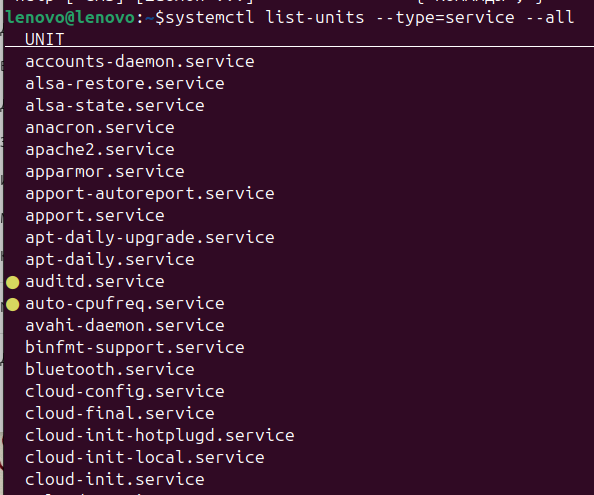 lenovo@lenovo:~$systemctl list-units --type=service --all
UNIT
accounts-daemon.service
alsa-restore.service
alsa-state.service
anacron.service
apache2.service
apparmor.service
apport-autoreport.service
apport.service
apt-daily-upgrade.service
apt-daily.service
auditd.service
auto-cpufreq.service
avahi-daemon.service
binfmt-support.service
bluetooth.service
cloud-config.service
cloud-final.service
cloud-init-hotplugd.service
cloud-init-local.service
cloud-init.service